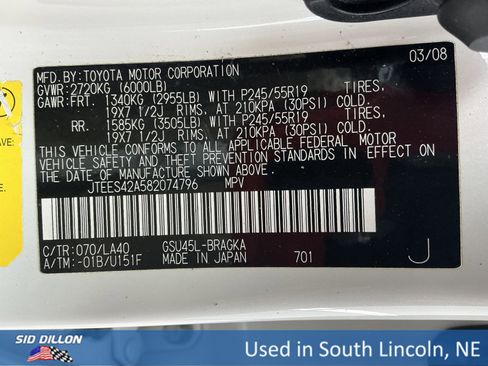 MFD.BY:TOYOTA MOTOR CORPORATION 03/08
GVWR:2720KG (6000LB)
GAWR:FRT. 1340KG (2955LB) WITH P245/55R19 TIRES,
19X7 1/2J RIMS, AT 210KPA (30PSI) COLD.
RR. 1585KG (3505LB) WITH P245/55R19 TIRES,
19X7 1/2J RIMS, AT 210KPA (30PSI) COLD.
THIS VEHICLE CONFORMS TO ALL APPLICABLE FEDERAL MOTOR
VEHICLE SAFETY AND THEFT PREVENTION STANDARDS IN EFFECT ON
THE DATE OF MANUFACTURE SHOWN ABOVE.
JTEES42A582074796 MPV
C/TR:070/LA40 GSU45L-BRAGKA
A/TM:-01B/U151F MADE IN JAPAN 701 J
AVE:
SID DILLON
Used in South Lincoln, NE